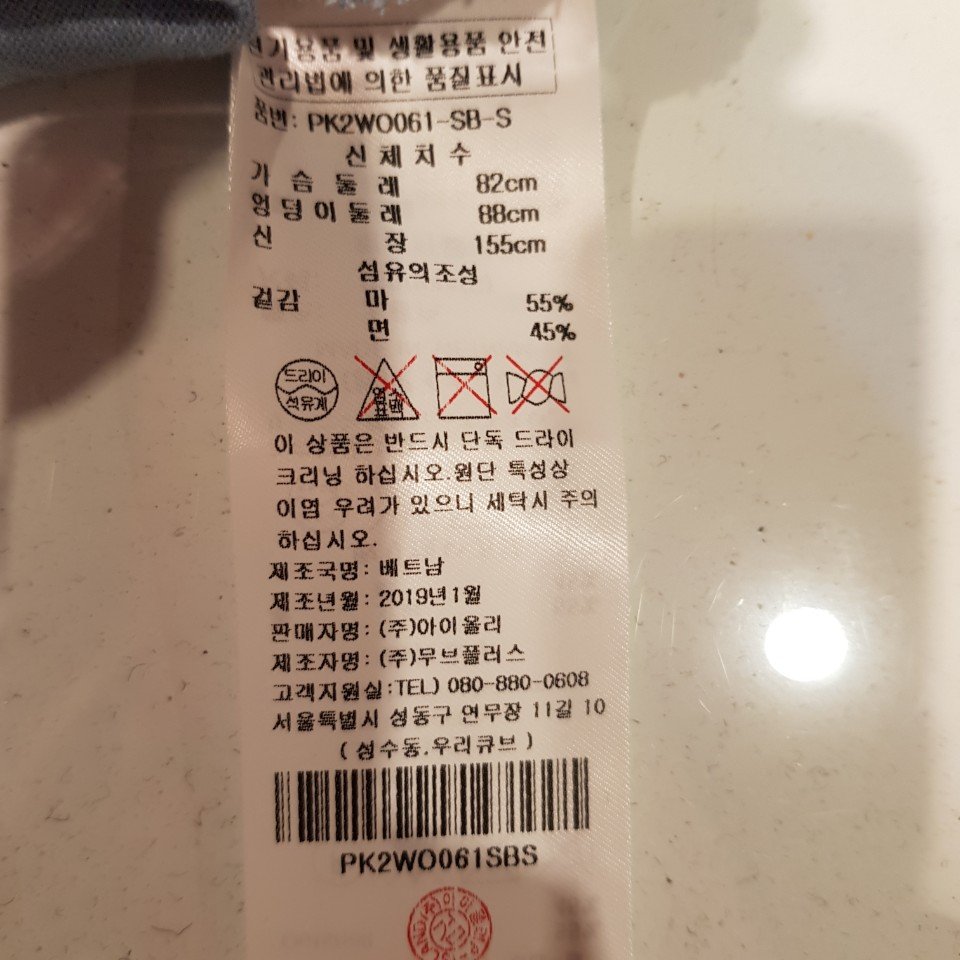 전기용품 및 생활용품 안전
관리법에 의한 품질표시
품번: PK2WO061-SB-S
신체치수
가슴둘레 82cm
엉덩이둘레 88cm
신장 155cm
섬유의조성
겉감 마 55%
면 45%
드라이
석유계
염소
표백
이 상품은 반드시 단독 드라이
크리닝 하십시오.원단 특성상
이염 우려가 있으니 세탁시 주의
하십시오.
제조국명: 베트남
제조년월: 2019년1월
판매자명: (주)아이올리
제조자명: (주)무브플러스
고객지원실:TEL) 080-880-0608
서울특별시 성동구 연무장 11길 10
(성수동,우리큐브)
PK2WO061SBS